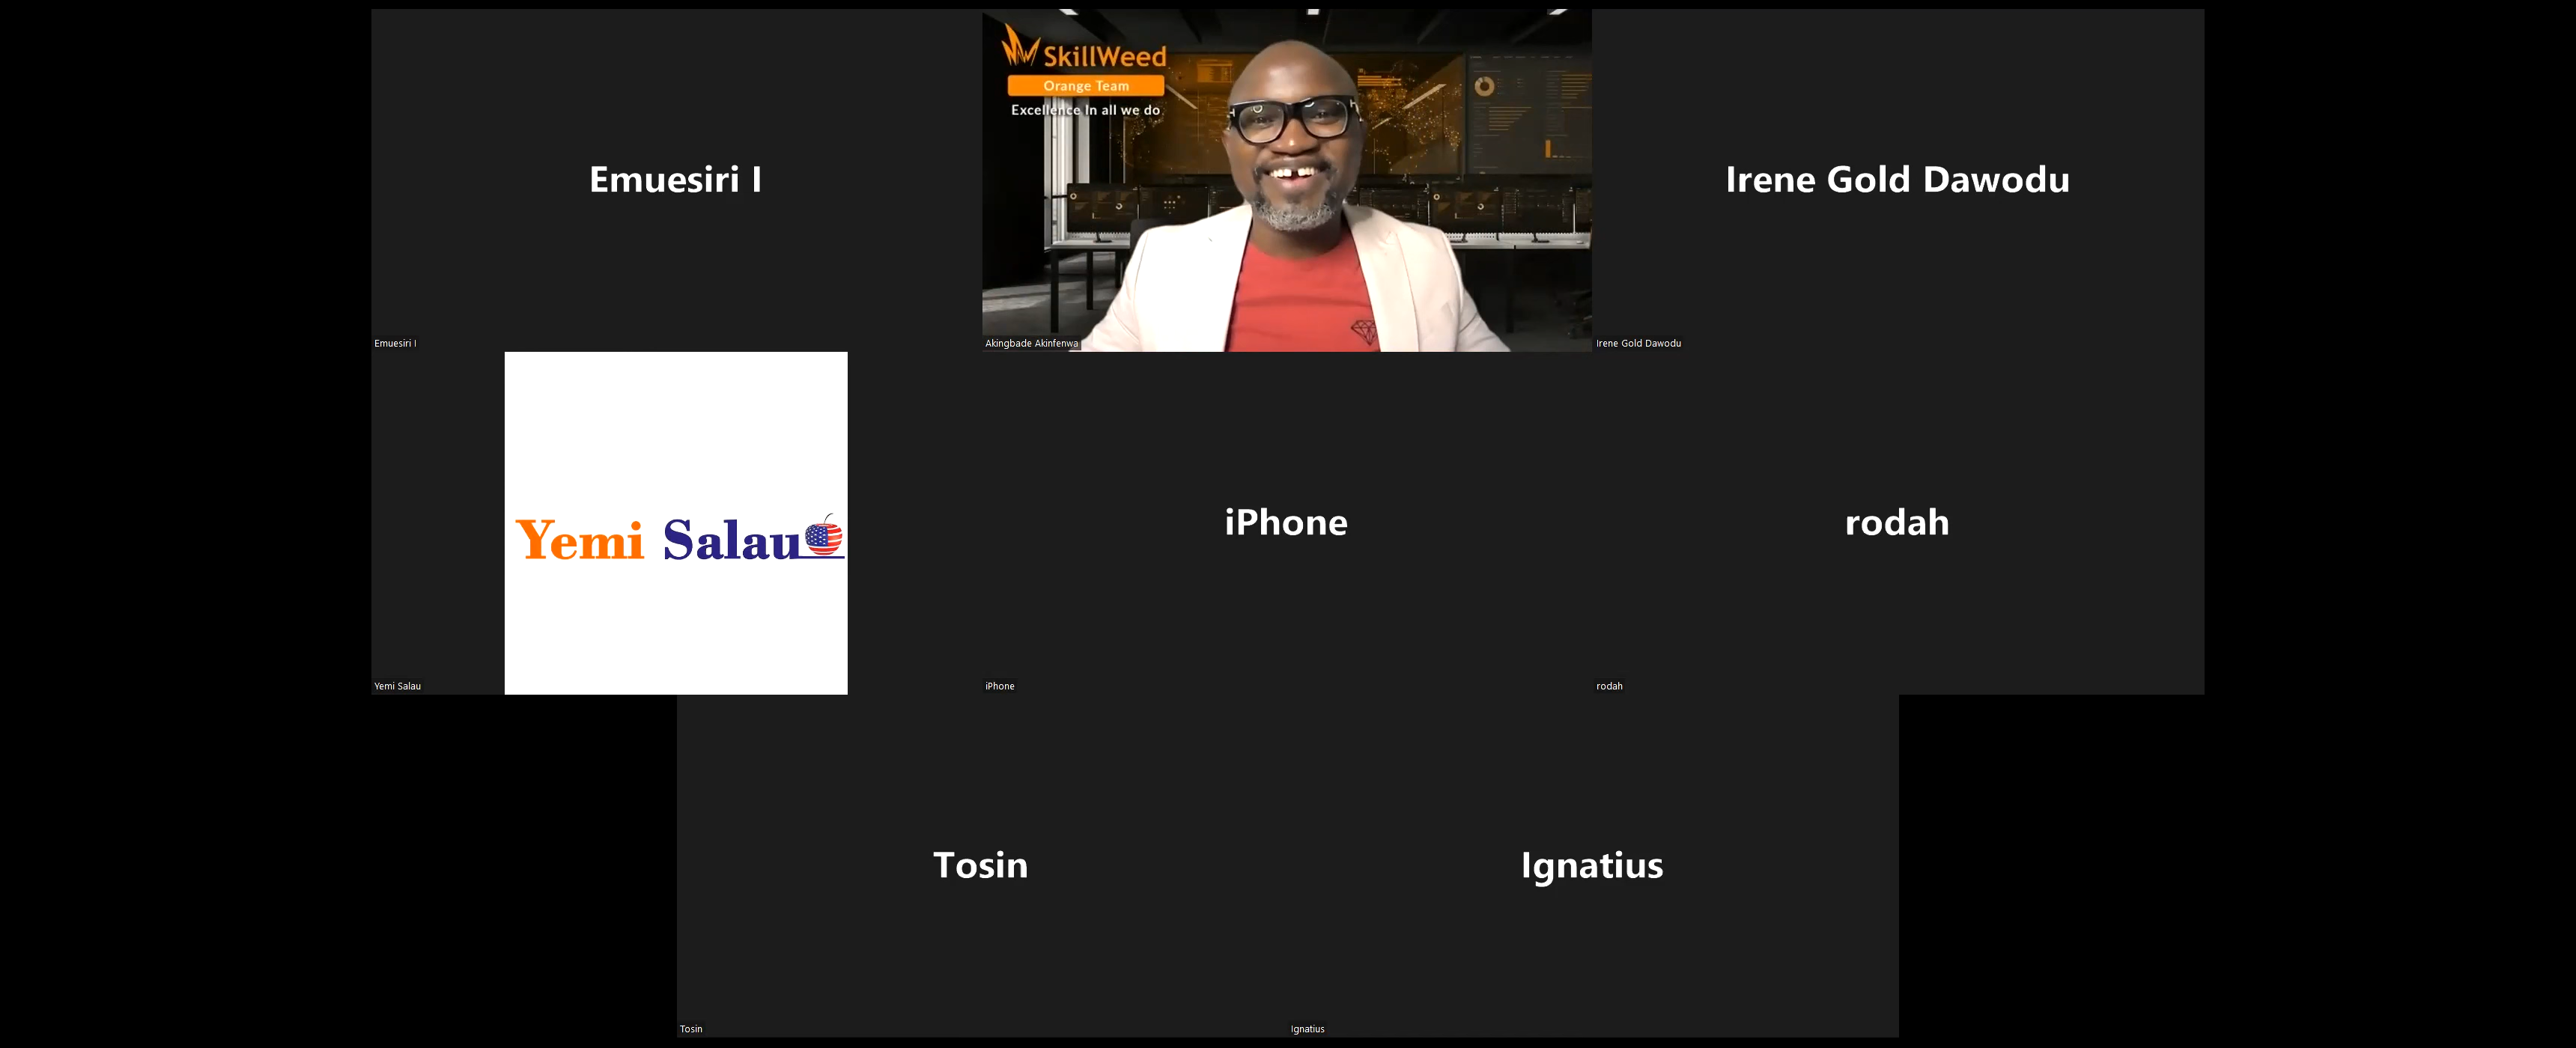 Emuesiri I
Emuesiri I
SkillWeed
Orange Team
Excellence In all we do
Akingbade Akinfenwa
Irene Gold Dawodu
Irene Gold Dawodu
Yemi Salau
Yemi Salau
iPhone
iPhone
rodah
rodah
Tosin
Tosin
Ignatius
Ignatius